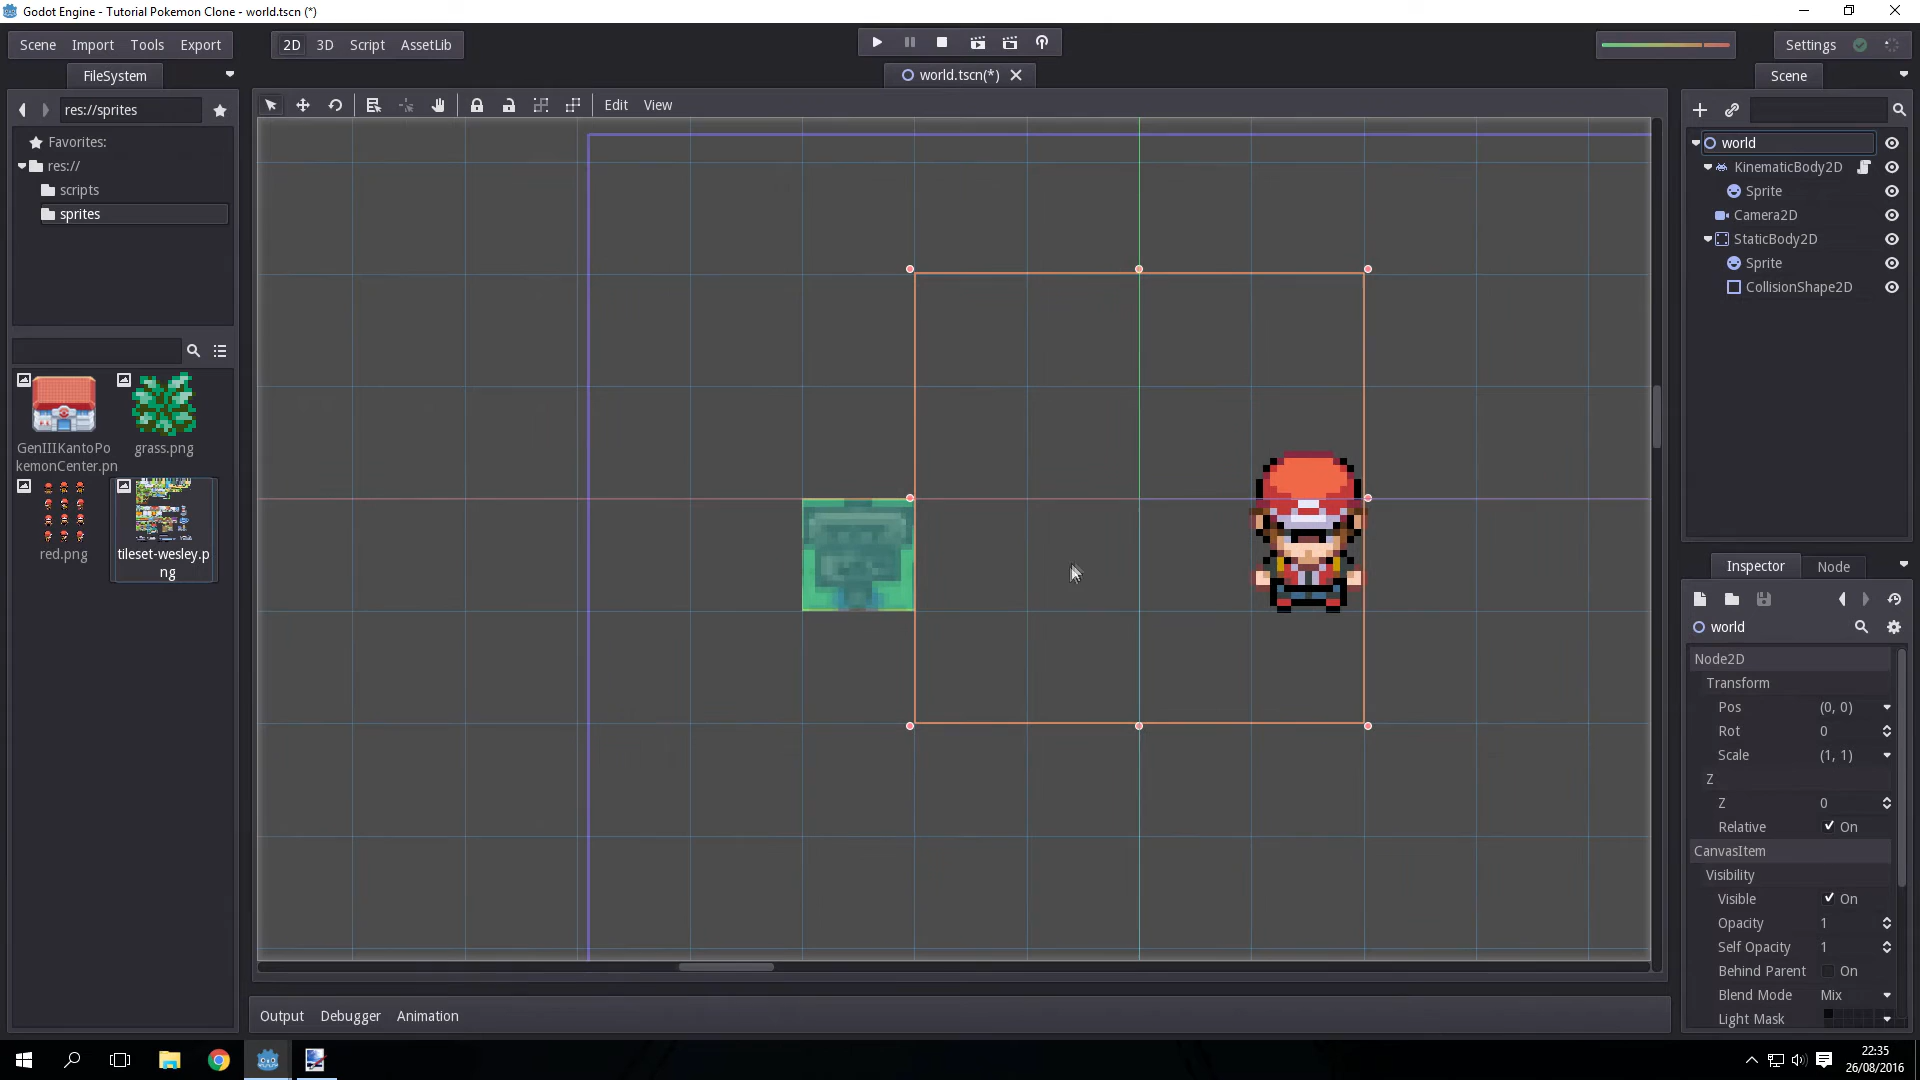 Godot Engine - Tutorial Pokemon Clone - world.tscn (*)
Scene Import Tools Export
2D 3D Script AssetLib
Settings
FileSystem
world.tscn(*)
Scene
res://sprites
Edit View
Favorites:
res://
scripts
sprites
world
KinematicBody2D
Sprite
Camera2D
StaticBody2D
Sprite
CollisionShape2D
GenIIIKantoPo
kemonCenter.pn
grass.png
red.png
tileset-wesley.p
ng
Inspector Node
world
Node2D
Transform
Pos (0, 0)
Rot 0
Scale (1, 1)
Z
Z 0
Relative On
CanvasItem
Visibility
Visible On
Opacity 1
Self Opacity 1
Behind Parent On
Blend Mode Mix
Light Mask
Output Debugger Animation
22:35
26/08/2016